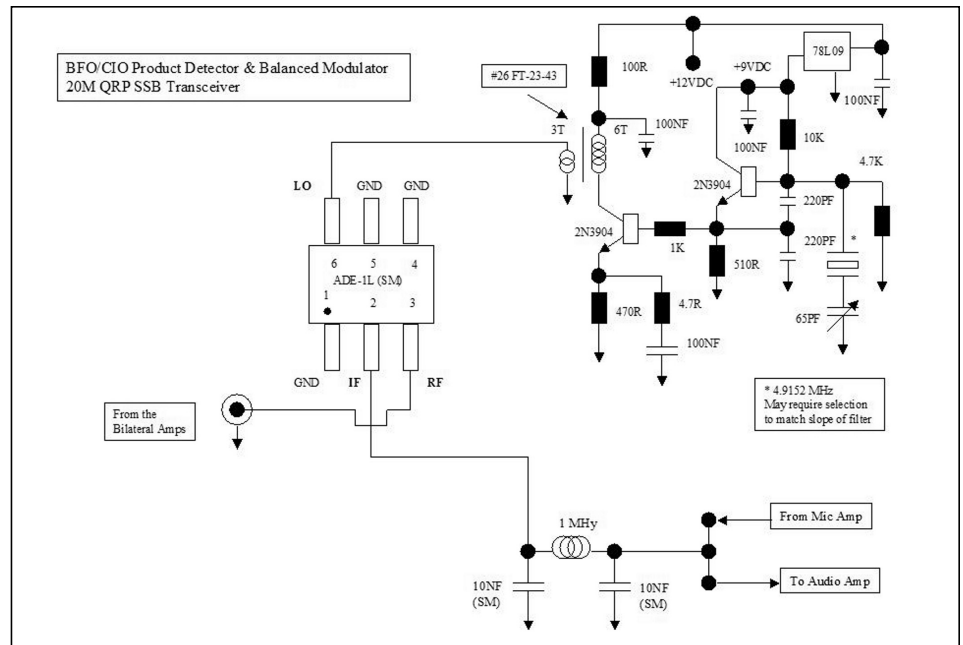 BFO/CIO Product Detector & Balanced Modulator
20M QRP SSB Transceiver
#26 FT-23-43
100R
+12VDC
+9VDC
78L09
100NF
3T
6T
100NF
100NF
10K
4.7K
LO
GND
GND
2N3904
220PF
2N3904
1K
220PF
*
6
5
4
ADE-1L (SM)
510R
1
2
3
470R
4.7R
65PF
100NF
GND
IF
RF
From the
Bilateral Amps
* 4.9152 MHz
May require selection
to match slope of filter
1 MHy
From Mic Amp
10NF
(SM)
10NF
(SM)
To Audio Amp